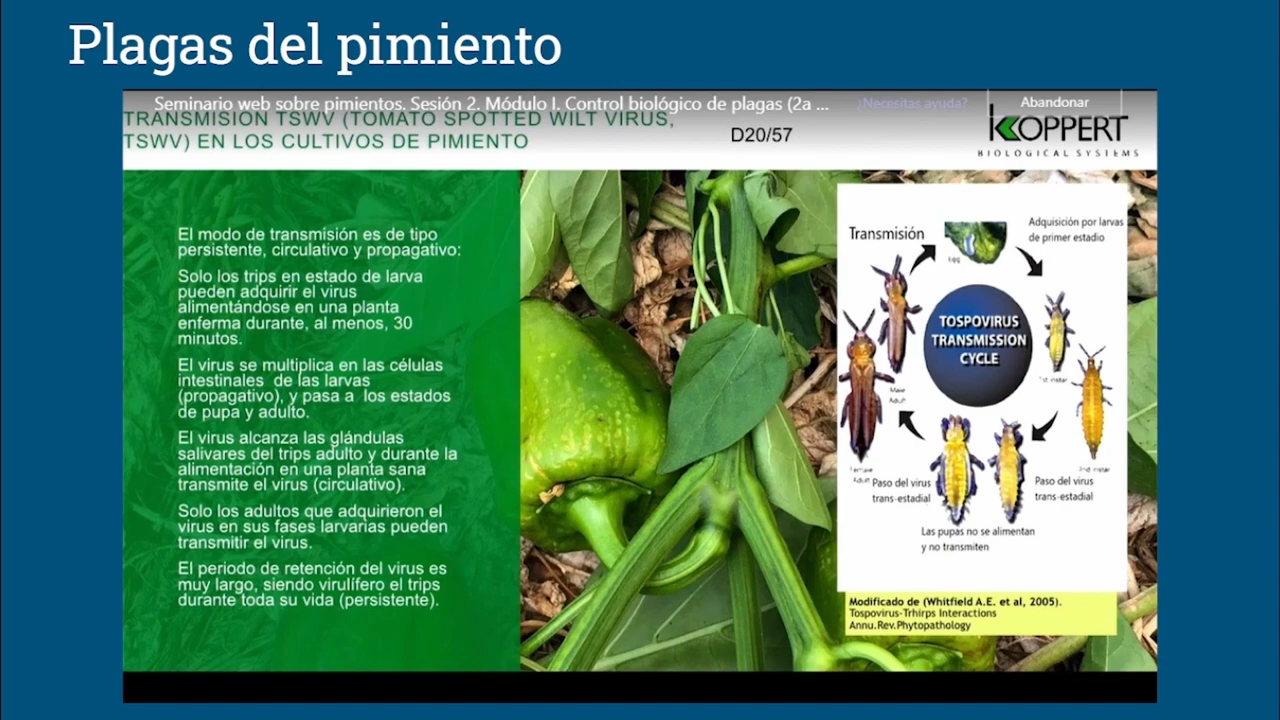 Plagas del pimiento
Seminario web sobre pimientos. Sesión 2. Módulo I. Control biológico de plagas (2a ...
¿Necesitas ayuda?
Abandonar
TRANSMISION TSWV (TOMATO SPOTTED WILT VIRUS,
TSWV) EN LOS CULTIVOS DE PIMIENTO
D20/57
KOPPERT
BIOLOGICAL SYSTEMS
El modo de transmisión es de tipo
persistente, circulativo y propagativo:
Solo los trips en estado de larva
pueden adquirir el virus
alimentándose en una planta
enferma durante, al menos, 30
minutos.
El virus se multiplica en las células
intestinales de las larvas
(propagativo), y pasa a los estados
de pupa y adulto.
El virus alcanza las glándulas
salivares del trips adulto y durante la
alimentación en una planta sana
transmite el virus (circulativo).
Solo los adultos que adquirieron el
virus en sus fases larvarias pueden
transmitir el virus.
El periodo de retención del virus es
muy largo, siendo virulífero el trips
durante toda su vida (persistente).
Transmisión
Egg
Adquisición por larvas
de primer estadio
TOSPOVIRUS
TRANSMISSION
CYCLE
1st instar
Male
Adult
2nd instar
Female
Adult
Paso del virus
trans-estadial
Paso del virus
trans-estadial
Las pupas no se alimentan
y no transmiten
Modificado de (Whitfield A.E. et al, 2005).
Tospovirus-Trhirps Interactions
Annu.Rev.Phytopathology